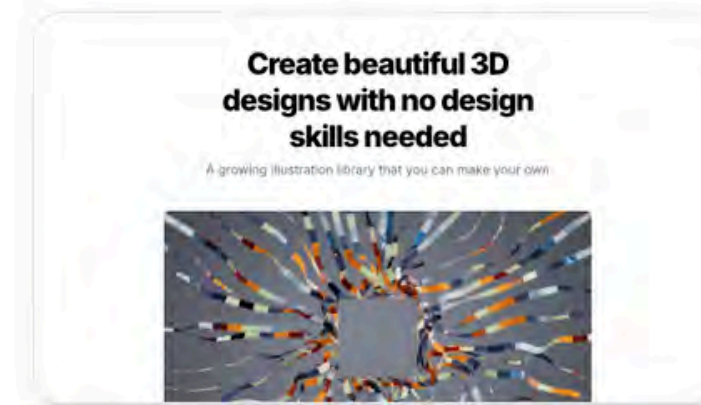 Create beautiful 3D
designs with no design
skills needed
A growing illustration library that you can make your own